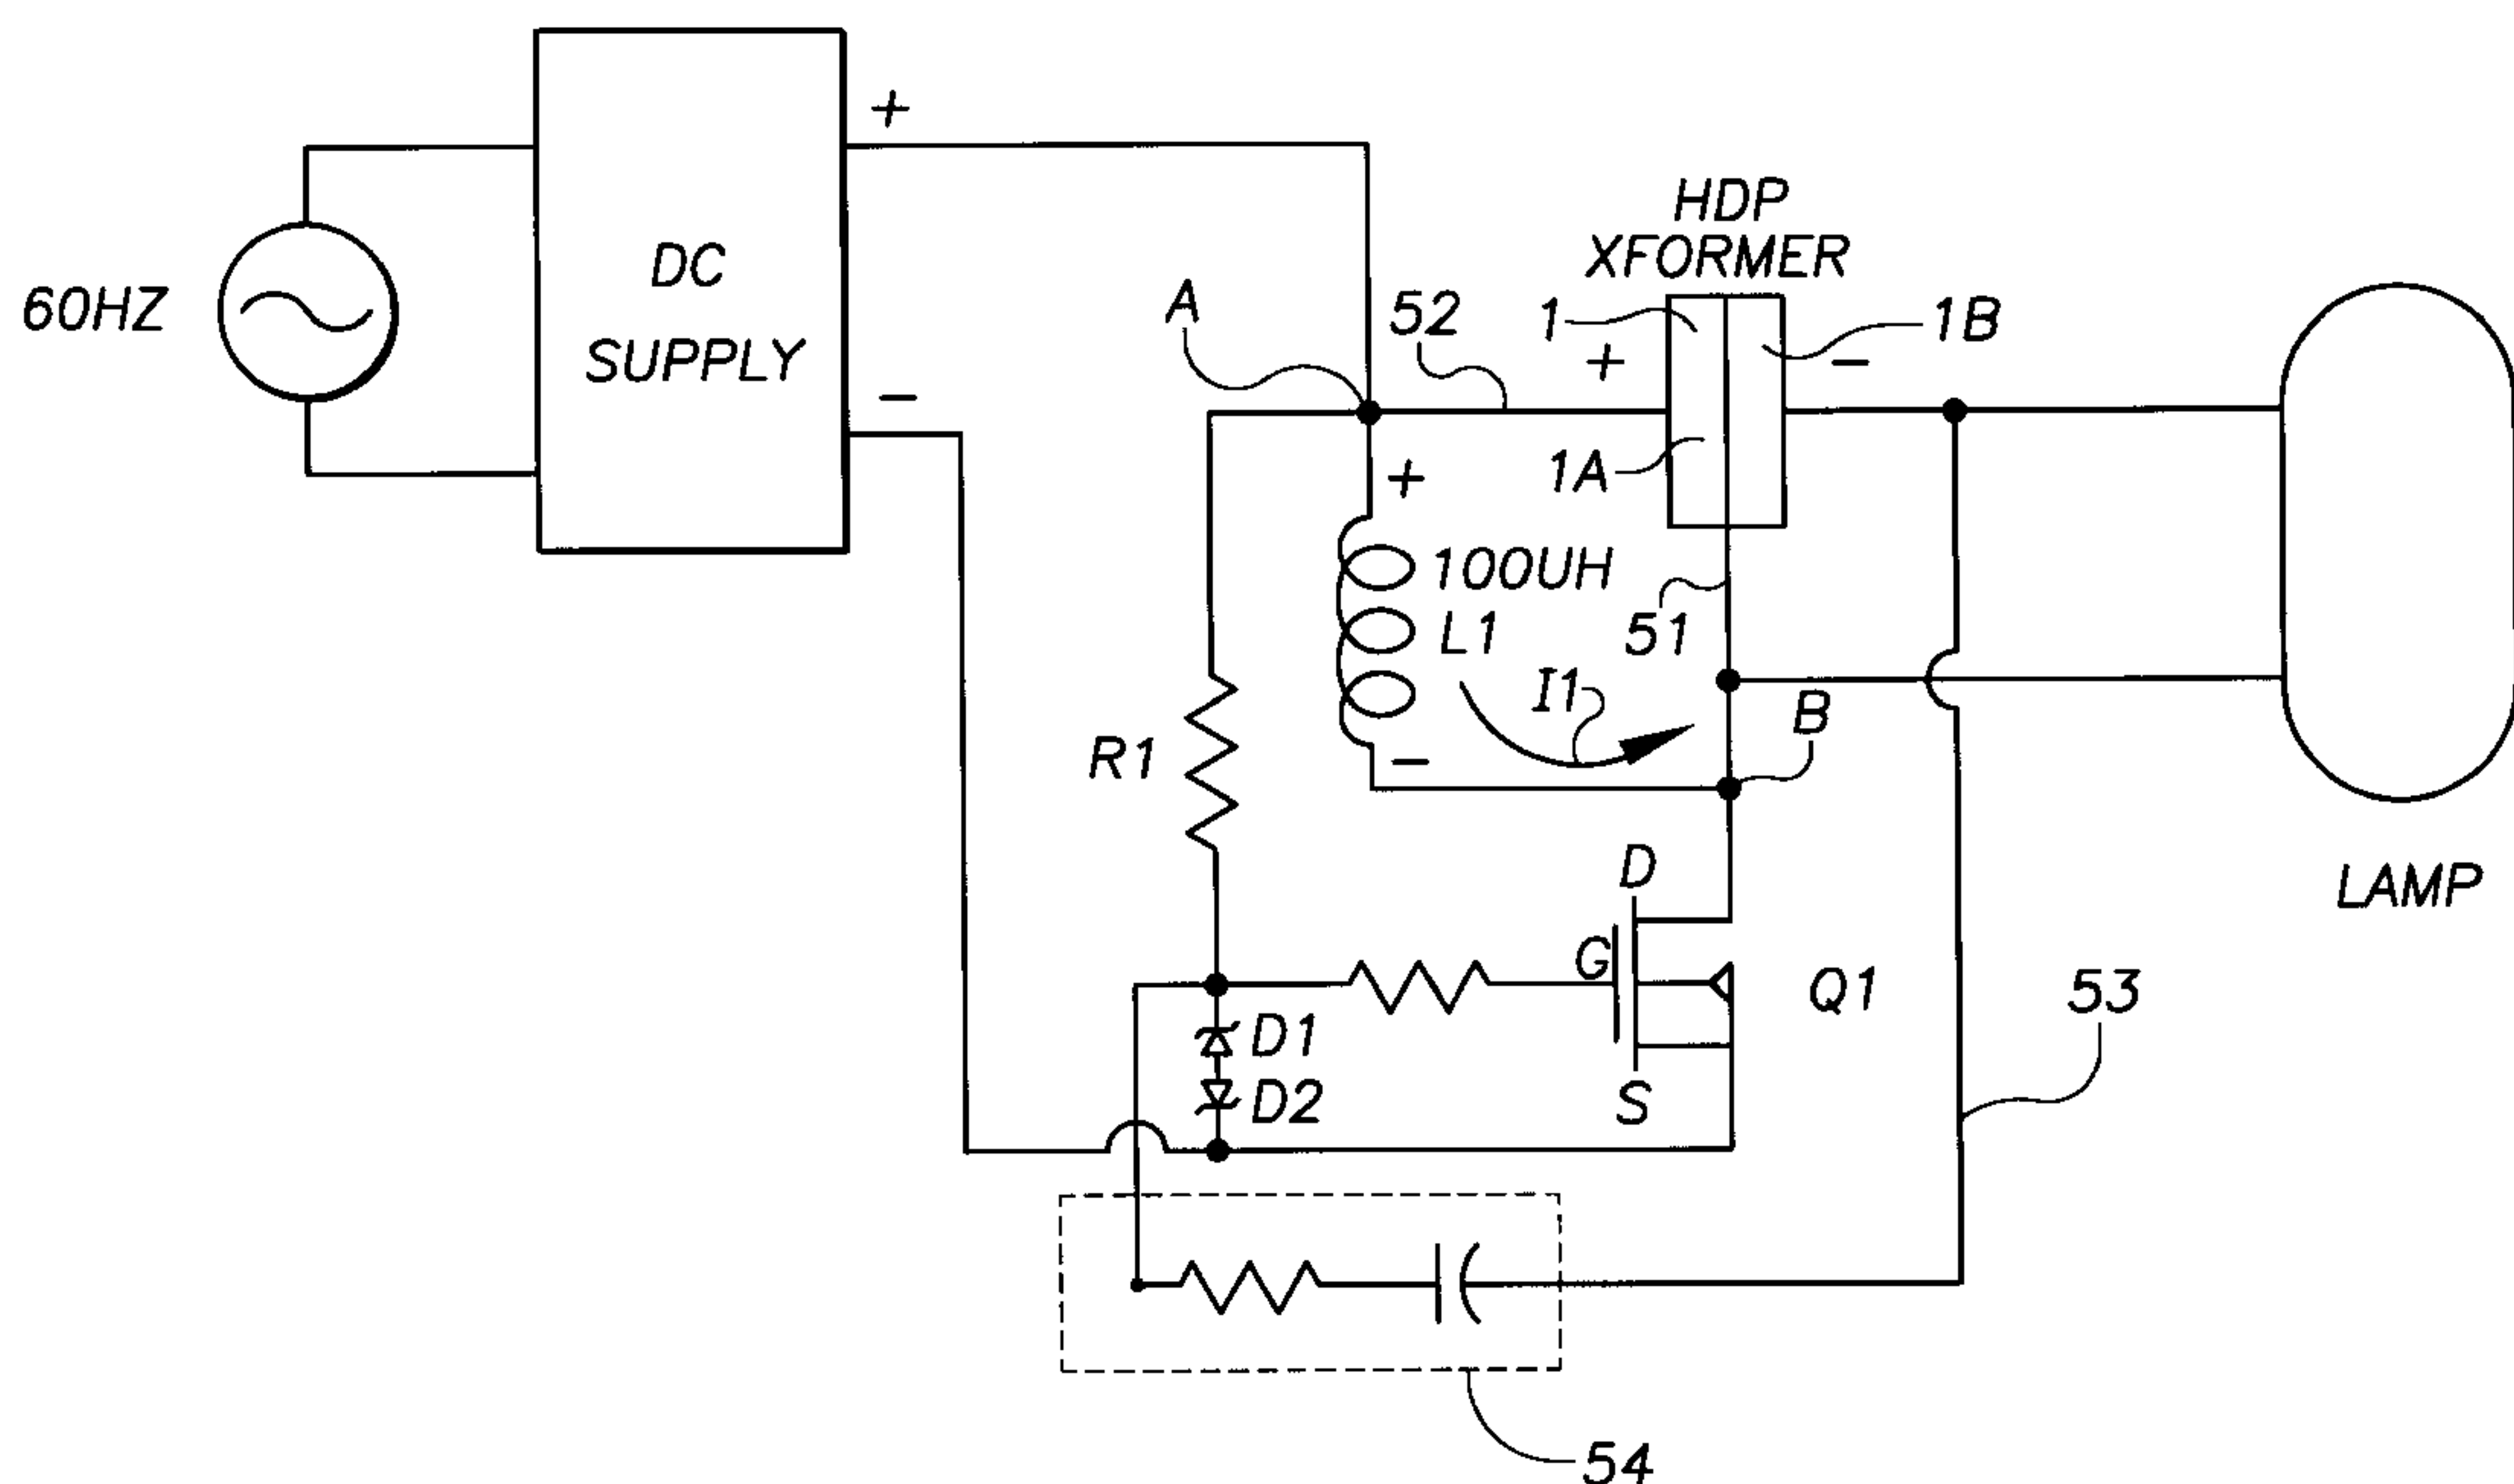 +
HDP
XFORMER
DC
SUPPLY
60HZ
A
52
1
1B
+
−
−
1A
+
100UH
L1
51
I1
B
R1
−
D
LAMP
G
Q1
53
D1
D2
S
54